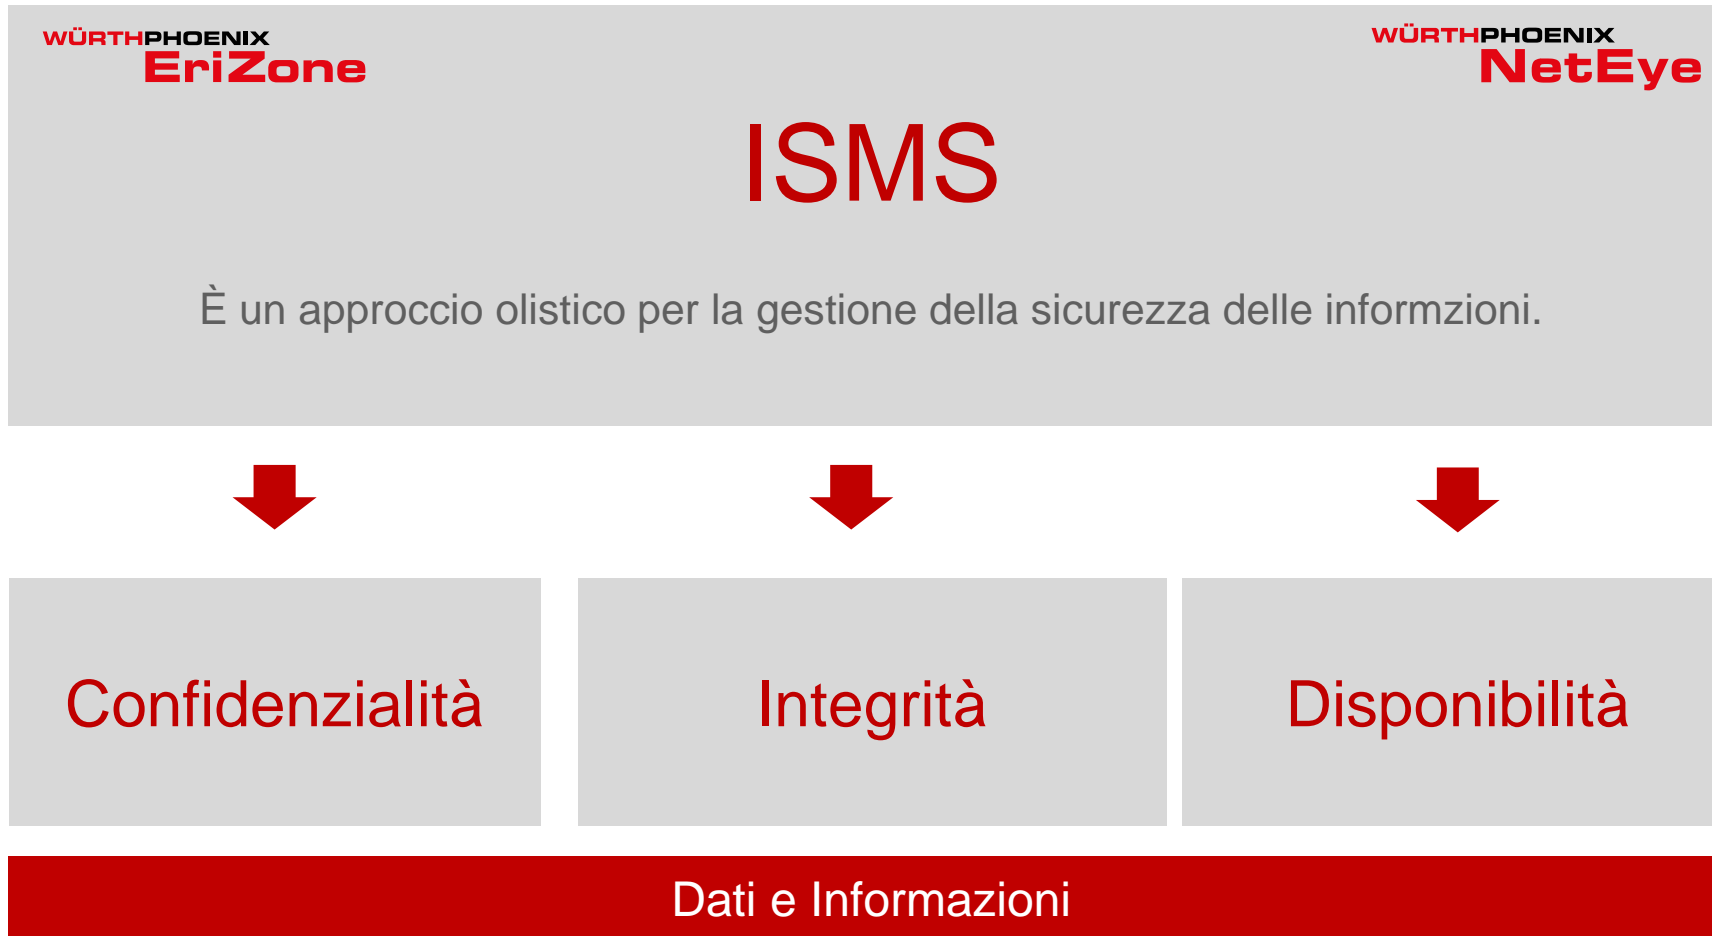 WÜRTHPHOENIX
EriZone
WÜRTHPHOENIX
NetEye
ISMS
È un approccio olistico per la gestione della sicurezza delle informzioni.
Confidenzialità
Integrità
Disponibilità
Dati e Informazioni